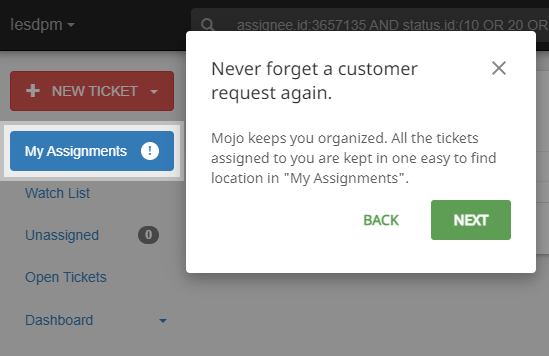 lesdpm
assignee.id:3657135 AND status.id:(10 OR 20 OR
NEW TICKET
My Assignments !
Watch List
Unassigned 0
Open Tickets
Dashboard
Never forget a customer
request again.
Mojo keeps you organized. All the tickets
assigned to you are kept in one easy to find
location in "My Assignments".
BACK NEXT